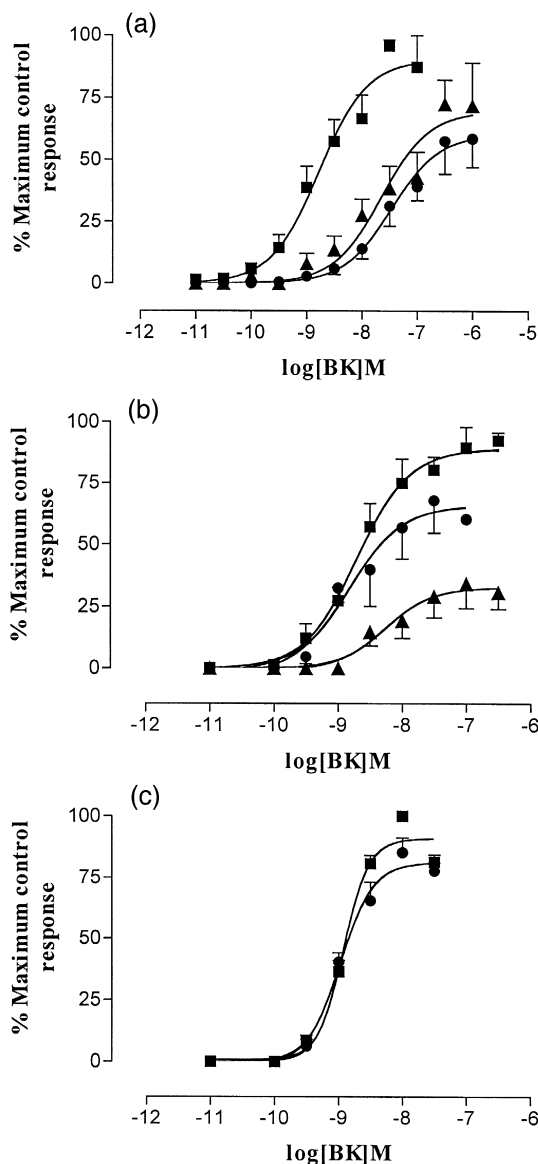 (a)
% Maximum control
response
100
75
50
25
0
-12 -11 -10 -9 -8 -7 -6 -5
log[BK]M
(b)
% Maximum control
response
100
75
50
25
0
-12 -11 -10 -9 -8 -7 -6
log[BK]M
(c)
% Maximum control
response
100
75
50
25
0
-12 -11 -10 -9 -8 -7 -6
log[BK]M